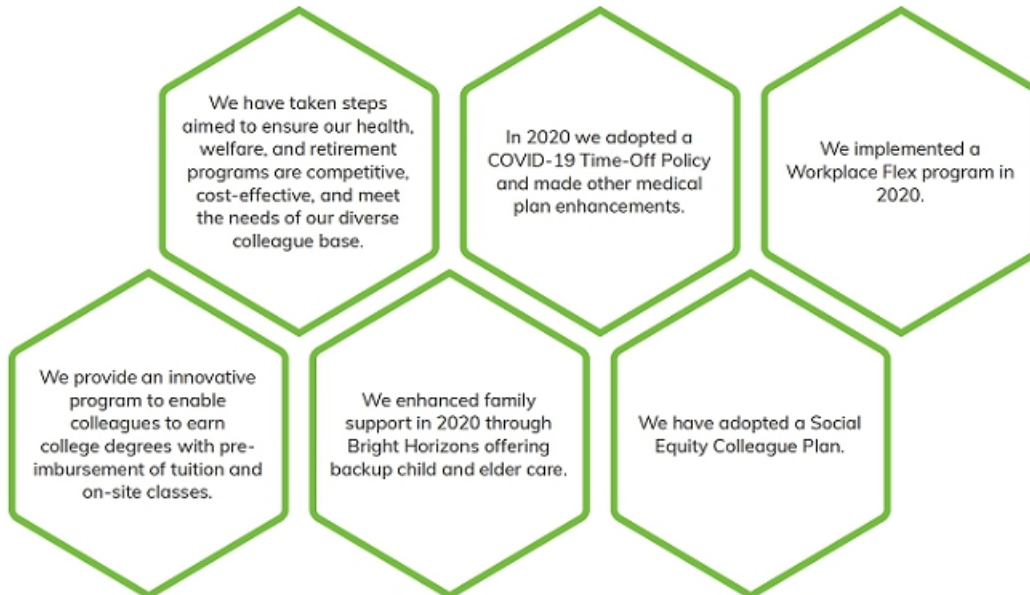 We have taken steps
aimed to ensure our health,
welfare, and retirement
programs are competitive,
cost-effective, and meet
the needs of our diverse
colleague base.
In 2020 we adopted a
COVID-19 Time-Off Policy
and made other medical
plan enhancements.
We implemented a
Workplace Flex program in
2020.
We provide an innovative
program to enable
colleagues to earn
college degrees with pre-
imbursement of tuition and
on-site classes.
We enhanced family
support in 2020 through
Bright Horizons offering
backup child and elder care.
We have adopted a Social
Equity Colleague Plan.